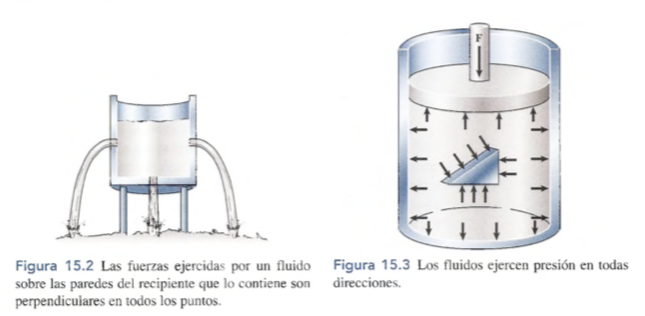 F
Figura 15.2 Las fuerzas ejercidas por un fluido
sobre las paredes del recipiente que lo contiene son
perpendiculares en todos los puntos.
Figura 15.3 Los fluidos ejercen presión en todas
direcciones.